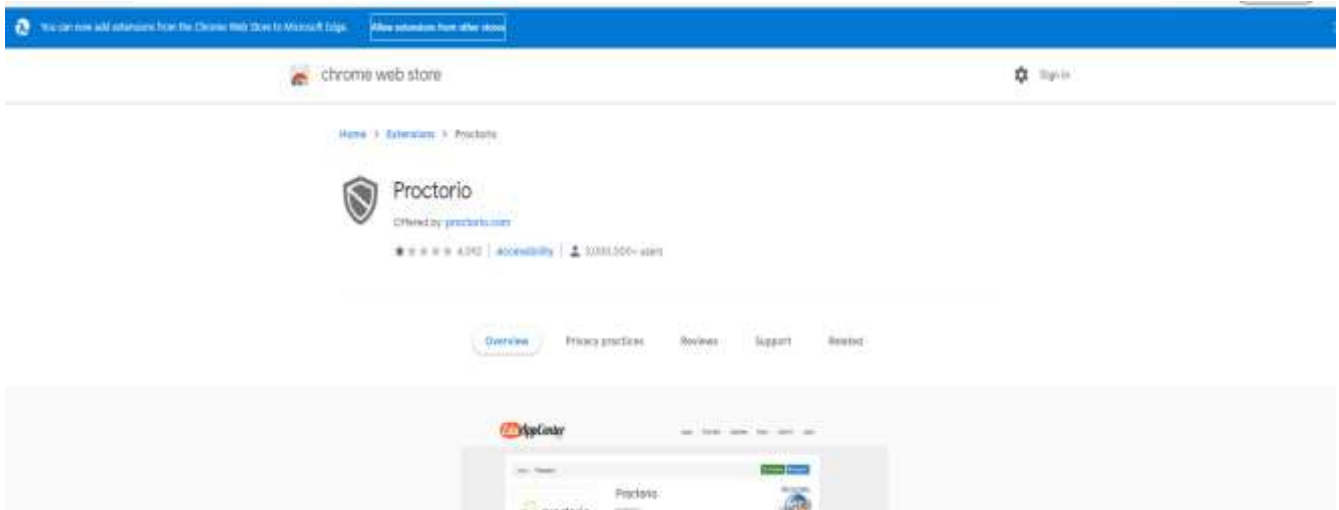 You can now add extensions from the Chrome Web Store to Microsoft Edge.
Allow extensions from other stores
chrome web store
Sign in
Home > Extensions > Proctorio
Proctorio
Offered by: proctorio.com
Accessibility
users
Overview
Privacy practices
Reviews
Support
Related
EduAppCenter
Proctorio
proctorio